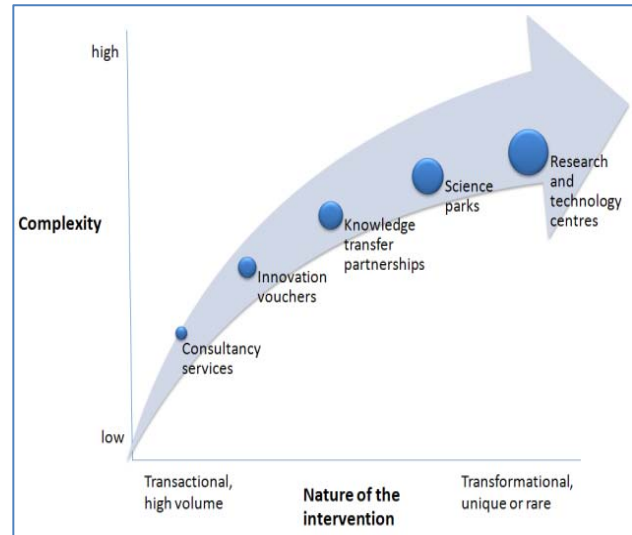 high
Research
and
technology
centres
Science
parks
Complexity
Knowledge
transfer
partnerships
Innovation
vouchers
Consultancy
services
low
Transactional,
high volume
Nature of the
intervention
Transformational,
unique or rare